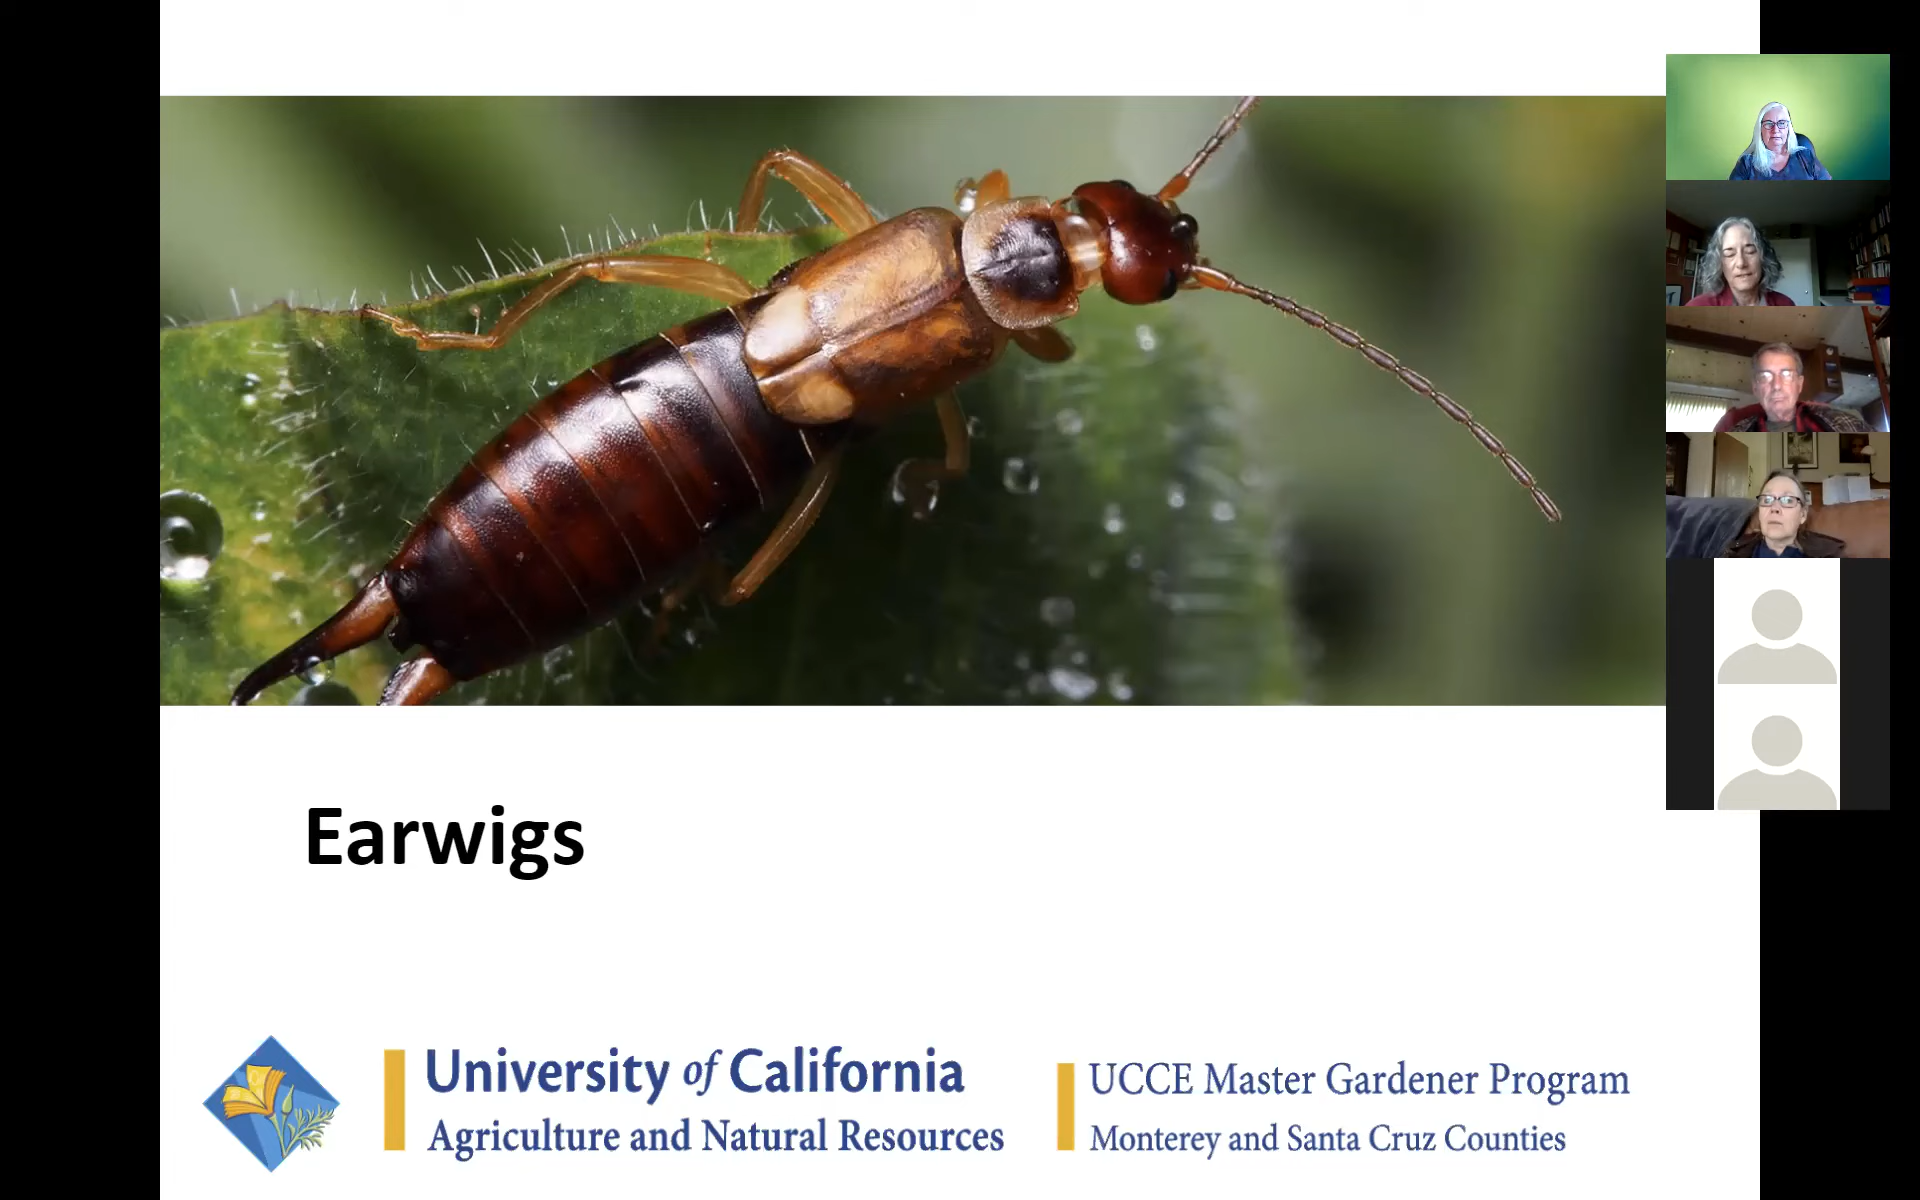 Earwigs
University of California
Agriculture and Natural Resources
UCCE Master Gardener Program
Monterey and Santa Cruz Counties